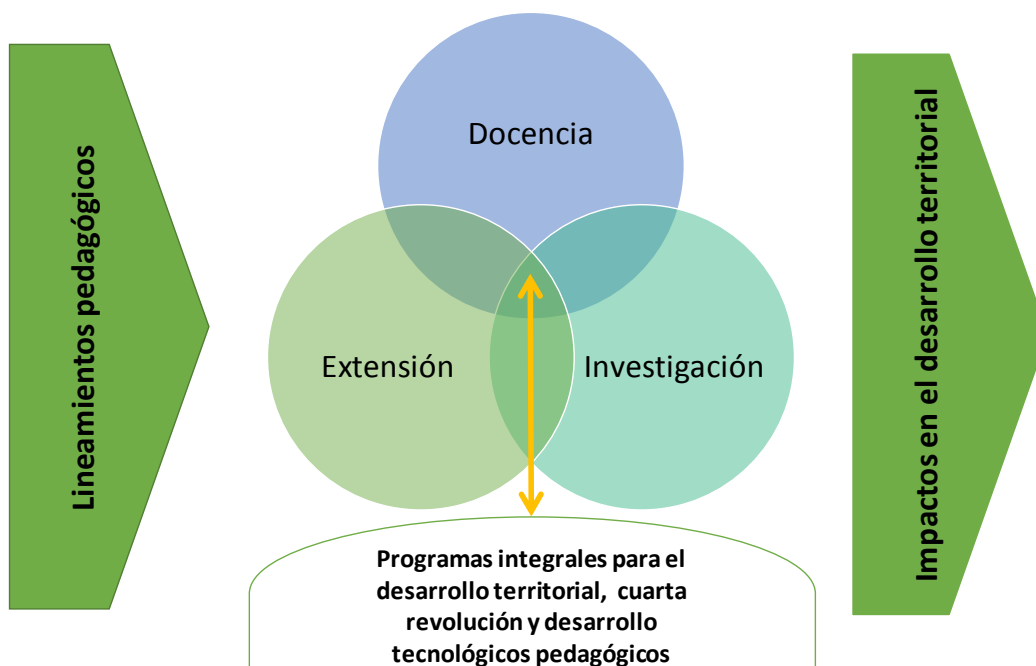 Lineamientos pedagógicos
Docencia
Extensión
Investigación
Programas integrales para el
desarrollo territorial, cuarta
revolución y desarrollo
tecnológicos pedagógicos
Impactos en el desarrollo territorial